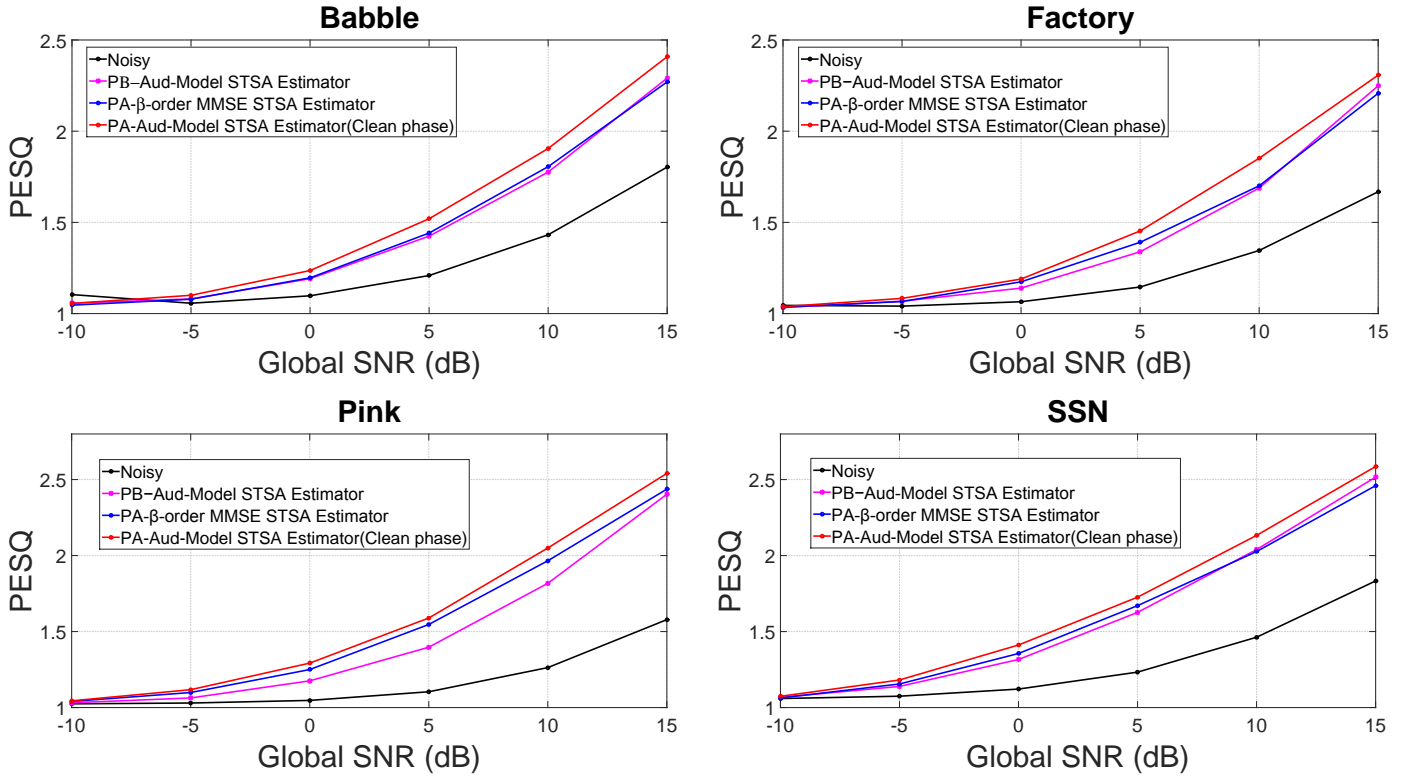 Babble
2.5
2
1.5
1
PESQ
Noisy
PB−Aud-Model STSA Estimator
PA-β-order MMSE STSA Estimator
PA-Aud-Model STSA Estimator(Clean phase)
-10 -5 0 5 10 15
Global SNR (dB)
Factory
2.5
2
1.5
1
PESQ
Noisy
PB−Aud-Model STSA Estimator
PA-β-order MMSE STSA Estimator
PA-Aud-Model STSA Estimator(Clean phase)
-10 -5 0 5 10 15
Global SNR (dB)
Pink
2.5
2
1.5
1
PESQ
Noisy
PB−Aud-Model STSA Estimator
PA-β-order MMSE STSA Estimator
PA-Aud-Model STSA Estimator(Clean phase)
-10 -5 0 5 10 15
Global SNR (dB)
SSN
2.5
2
1.5
1
PESQ
Noisy
PB−Aud-Model STSA Estimator
PA-β-order MMSE STSA Estimator
PA-Aud-Model STSA Estimator(Clean phase)
-10 -5 0 5 10 15
Global SNR (dB)